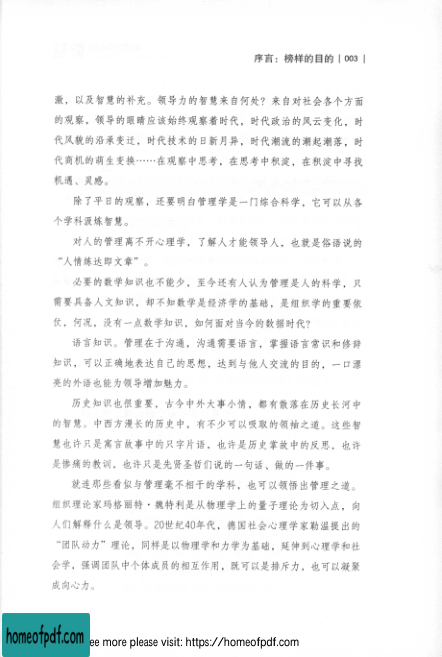 序言：榜样的目的 | 003 |
激，以及智慧的补充。领导力的智慧来自何处？来自对社会各个方面
的观察，领导的眼睛应该始终观察着时代，时代政治的风云变化，时
代风貌的沿承变迁，时代技术的日新月异，时代潮流的潮起潮落，时
代商机的萌生变换……在观察中思考，在思考中积淀，在积淀中寻找
机遇、灵感。
除了平日的观察，还要明白管理学是一门综合科学，它可以从各
个学科汲炼智慧。
对人的管理离不开心理学，了解人才能领导人，也就是俗语说的
“人情练达即文章”。
必要的数学知识也不能少，至今还有人认为管理是人的科学，只
需要具备人文知识，却不知数学是经济学的基础，是组织学的重要依
仗，何况，没有一点数学知识，如何面对当今的数据时代？
语言知识。管理在于沟通，沟通需要语言，掌握语言常识和修辞
知识，可以正确地表达自己的思想，达到与他人交流的目的，一口漂
亮的外语也能为领导增加魅力。
历史知识也很重要，古今中外大事小情，都有散落在历史长河中
的智慧。中西方漫长的历史中，有不少可以吸取的领袖之道。这些智
慧也许只是寓言故事中的只字片语，也许是历史掌故中的反思，也许
是惨痛的教训，也许只是先贤圣哲们说的一句话、做的一件事。
就连那些看似与管理毫不相干的学科，也可以领悟出管理之道。
组织理论家玛格丽特·魏特利是从物理学上的量子理论为切入点，向
人们解释什么是领导。20世纪40年代，德国社会心理学家勒温提出的
“团队动力”理论，同样是以物理学和力学为基础，延伸到心理学和社
会学，强调团队中个体成员的相互作用，既可以是排斥力，也可以凝聚
成向心力。
homeofpdf.com
ee more please visit: https://homeofpdf.com